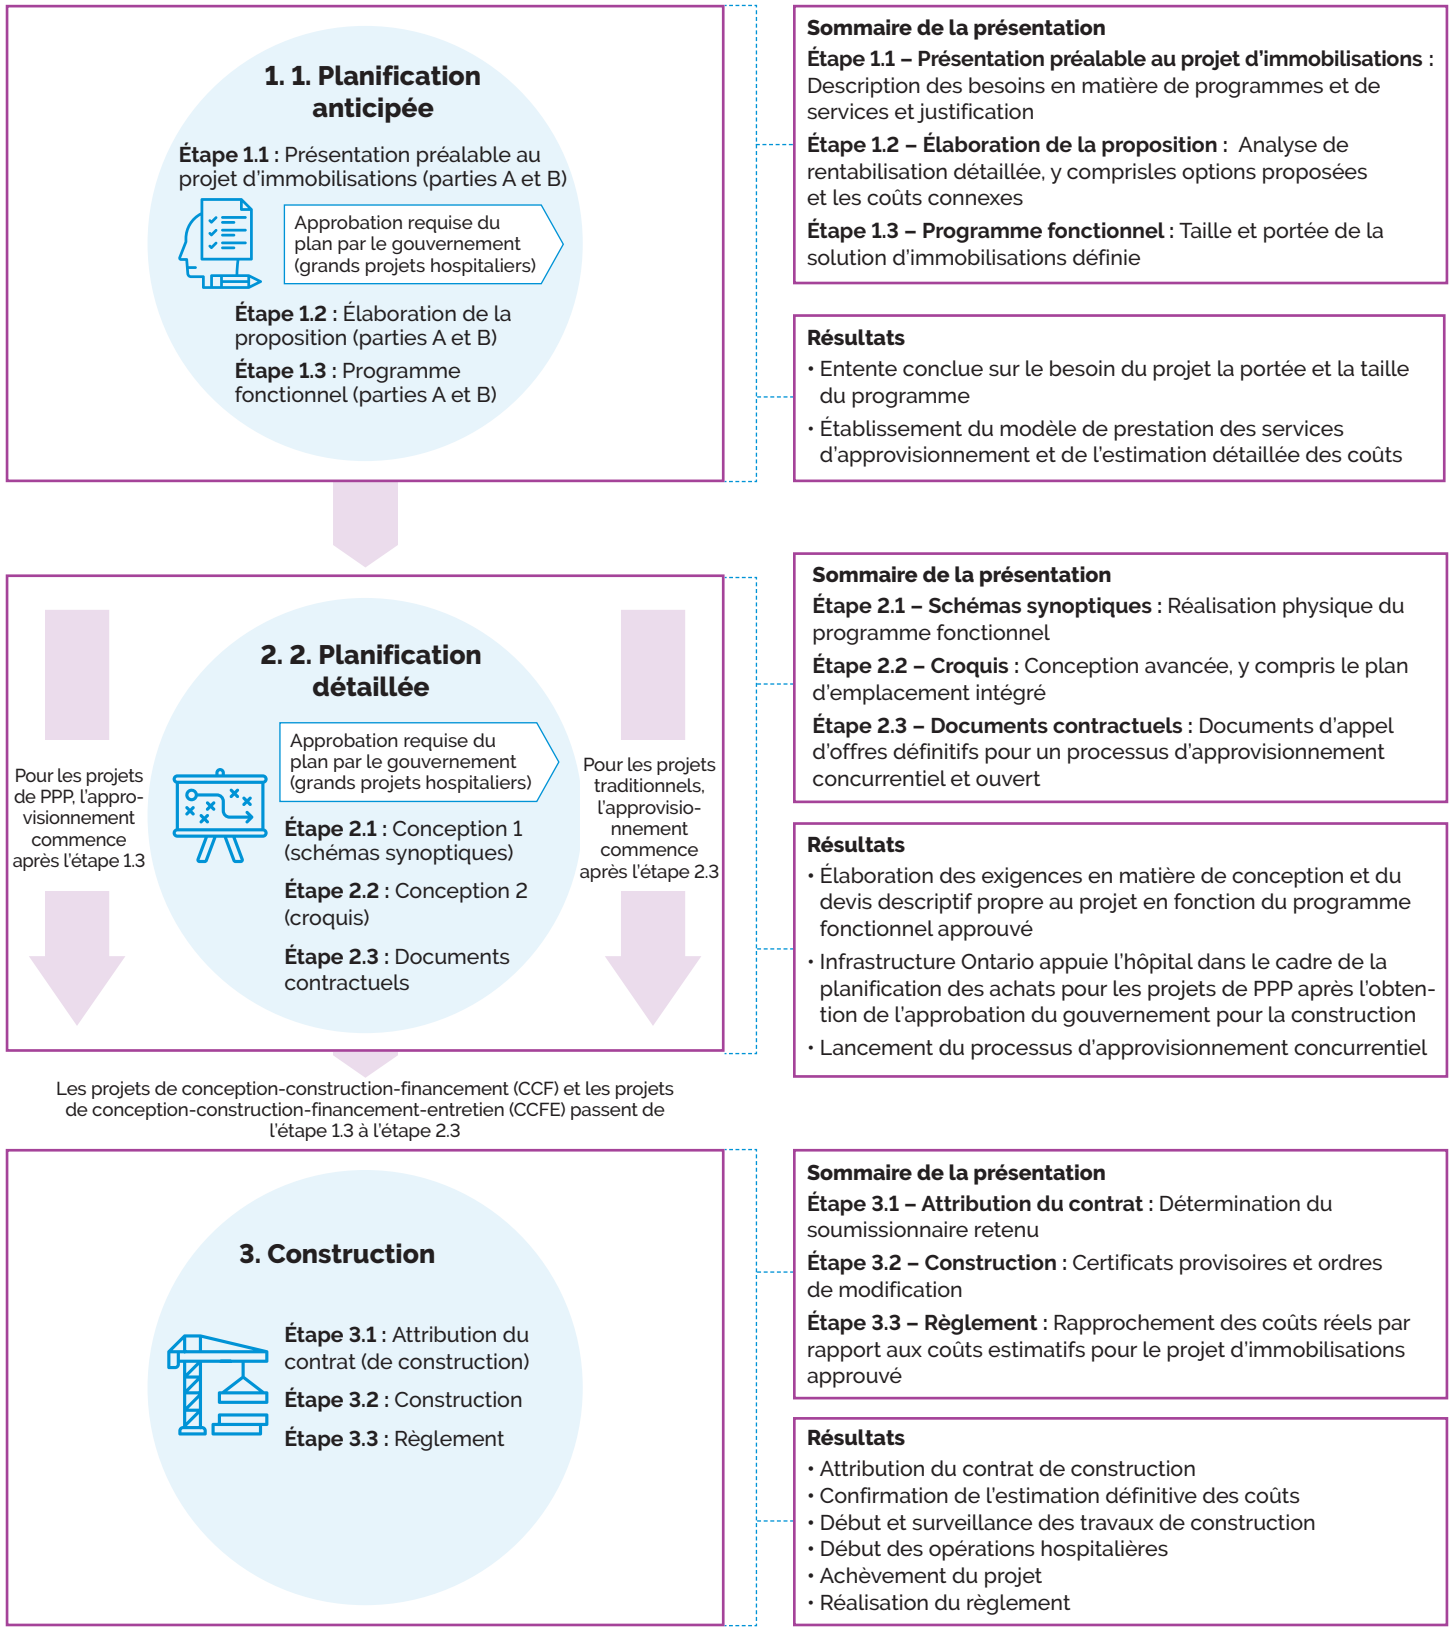 1. 1. Planification
anticipée
Étape 1.1 : Présentation préalable au
projet d'immobilisations (parties A et B)
Approbation requise du
plan par le gouvernement
(grands projets hospitaliers)
Étape 1.2 : Élaboration de la
proposition (parties A et B)
Étape 1.3 : Programme
fonctionnel (parties A et B)
Sommaire de la présentation
Étape 1.1 – Présentation préalable au projet d'immobilisations :
Description des besoins en matière de programmes et de
services et justification
Étape 1.2 – Élaboration de la proposition : Analyse de
rentabilisation détaillée, y comprisles options proposées
et les coûts connexes
Étape 1.3 – Programme fonctionnel : Taille et portée de la
solution d'immobilisations définie
Résultats
• Entente conclue sur le besoin du projet la portée et la taille
du programme
• Établissement du modèle de prestation des services
d'approvisionnement et de l'estimation détaillée des coûts
Pour les projets
de PPP, l'appro-
visionnement
commence
après l'étape 1.3
2. 2. Planification
détaillée
Approbation requise du
plan par le gouvernement
(grands projets hospitaliers)
Étape 2.1 : Conception 1
(schémas synoptiques)
Étape 2.2 : Conception 2
(croquis)
Étape 2.3 : Documents
contractuels
Pour les projets
traditionnels,
l'approvisio-
nnement
commence
après l'étape 2.3
Sommaire de la présentation
Étape 2.1 – Schémas synoptiques : Réalisation physique du
programme fonctionnel
Étape 2.2 – Croquis : Conception avancée, y compris le plan
d'emplacement intégré
Étape 2.3 – Documents contractuels : Documents d'appel
d'offres définitifs pour un processus d'approvisionnement
concurrentiel et ouvert
Résultats
• Élaboration des exigences en matière de conception et du
devis descriptif propre au projet en fonction du programme
fonctionnel approuvé
• Infrastructure Ontario appuie l'hôpital dans le cadre de la
planification des achats pour les projets de PPP après l'obten-
tion de l'approbation du gouvernement pour la construction
• Lancement du processus d'approvisionnement concurrentiel
Les projets de conception-construction-financement (CCF) et les projets
de conception-construction-financement-entretien (CCFE) passent de
l'étape 1.3 à l'étape 2.3
3. Construction
Étape 3.1 : Attribution du
contrat (de construction)
Étape 3.2 : Construction
Étape 3.3 : Règlement
Sommaire de la présentation
Étape 3.1 – Attribution du contrat : Détermination du
soumissionnaire retenu
Étape 3.2 – Construction : Certificats provisoires et ordres
de modification
Étape 3.3 – Règlement : Rapprochement des coûts réels par
rapport aux coûts estimatifs pour le projet d'immobilisations
approuvé
Résultats
• Attribution du contrat de construction
• Confirmation de l'estimation définitive des coûts
• Début et surveillance des travaux de construction
• Début des opérations hospitalières
• Achèvement du projet
• Réalisation du règlement